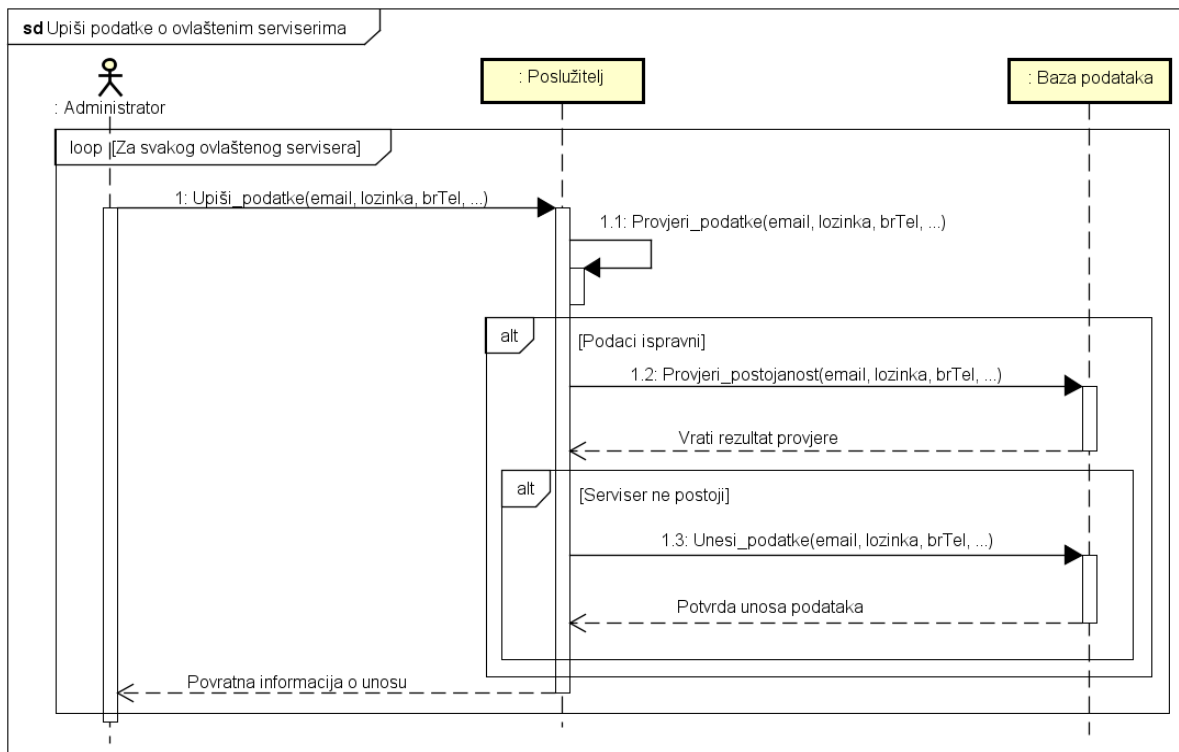 sd Upiši podatke o ovlaštenim serviserima
: Administrator
: Poslužitelj
: Baza podataka
loop [Za svakog ovlaštenog servisera]
1: Upiši_podatke(email, lozinka, brTel, ...)
1.1: Provjeri_podatke(email, lozinka, brTel, ...)
alt [Podaci ispravni]
1.2: Provjeri_postojanost(email, lozinka, brTel, ...)
Vrati rezultat provjere
alt [Serviser ne postoji]
1.3: Unesi_podatke(email, lozinka, brTel, ...)
Potvrda unosa podataka
Povratna informacija o unosu